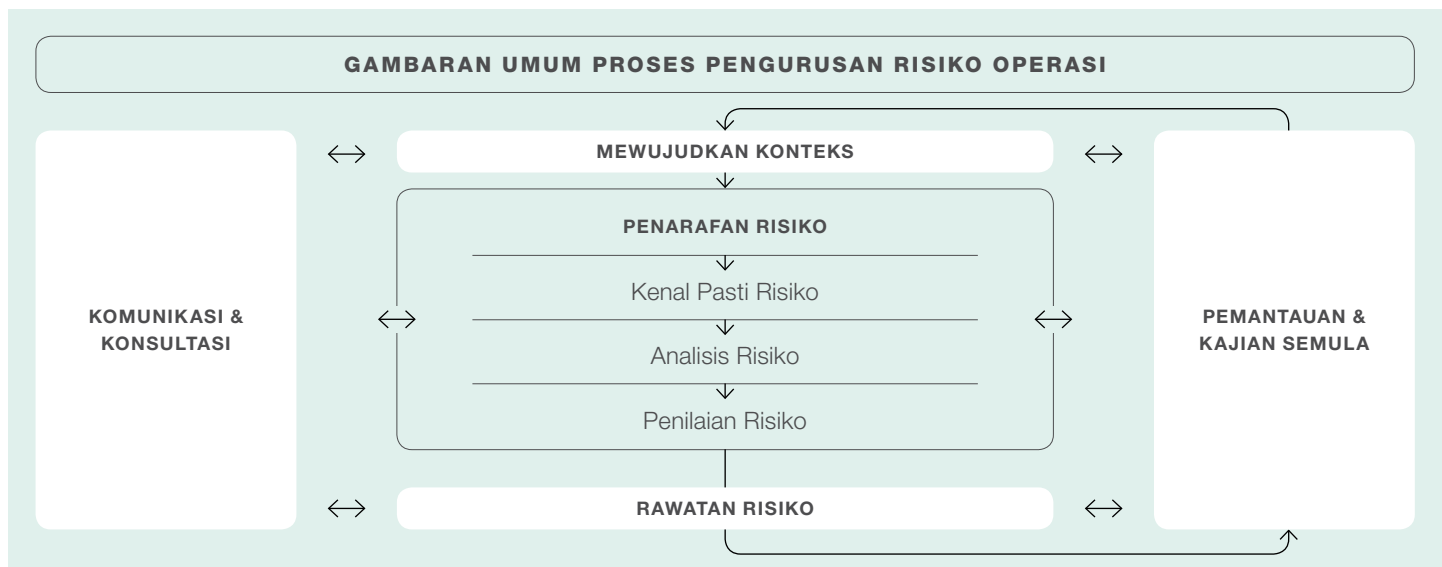 GAMBARAN UMUM PROSES PENGURUSAN RISIKO OPERASI
KOMUNIKASI &
KONSULTASI
MEWUJUDKAN KONTEKS
PENARAFAN RISIKO
Kenal Pasti Risiko
Analisis Risiko
Penilaian Risiko
RAWATAN RISIKO
PEMANTAUAN &
KAJIAN SEMULA